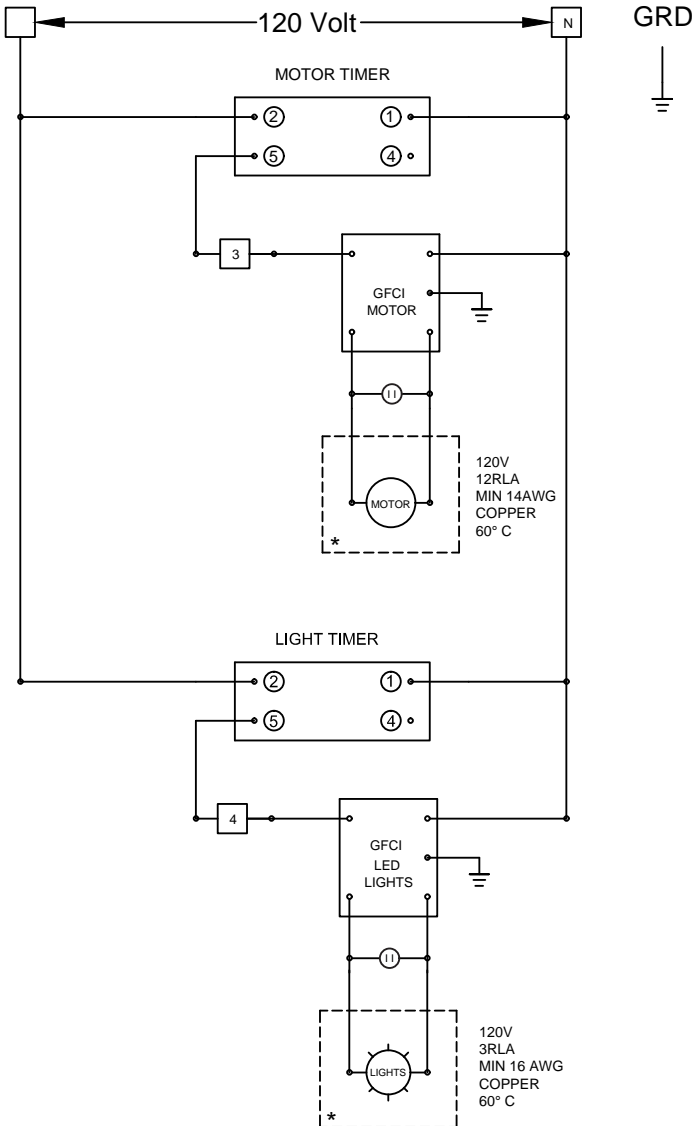 120 Volt
N
GRD
MOTOR TIMER
2
1
5
4
3
GFCI
MOTOR
120V
12RLA
MIN 14AWG
COPPER
60° C
MOTOR
*
LIGHT TIMER
2
1
5
4
4
GFCI
LED
LIGHTS
120V
3RLA
MIN 16 AWG
COPPER
60° C
LIGHTS
*